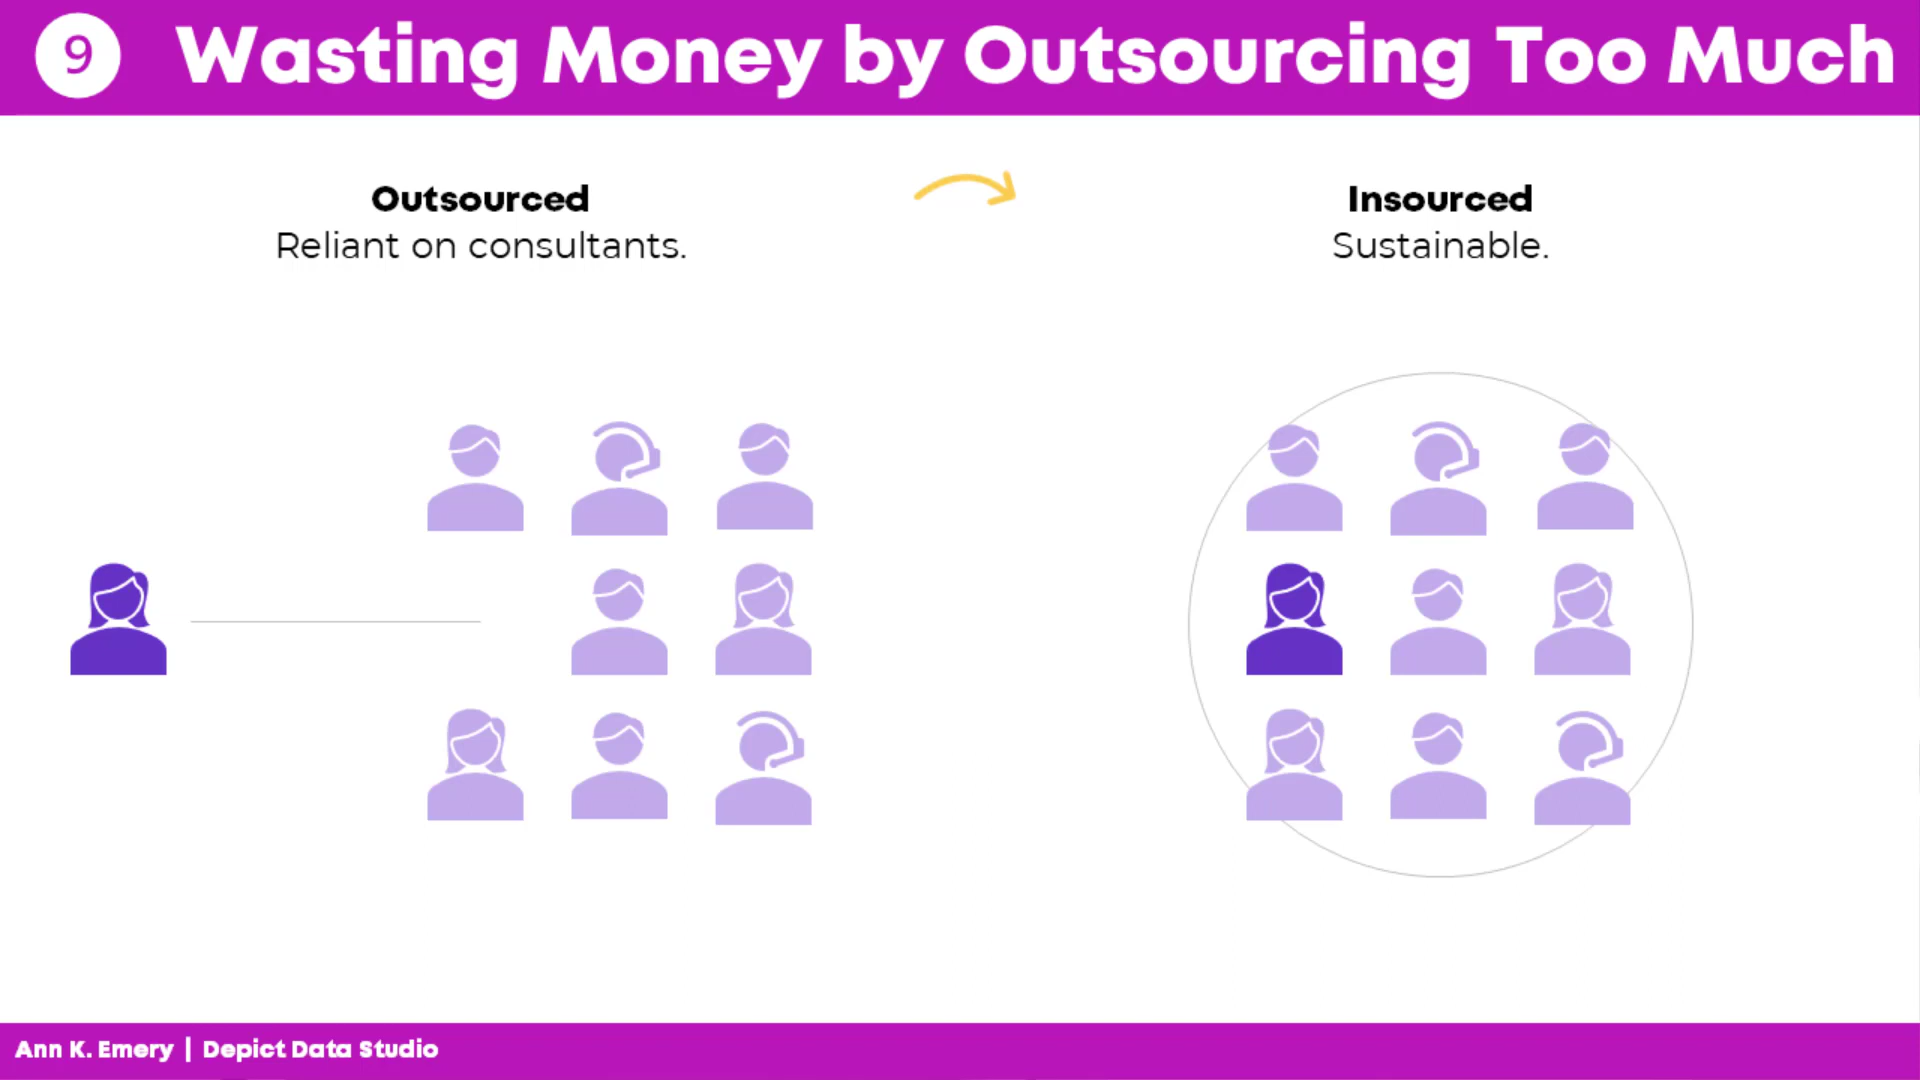 9 Wasting Money by Outsourcing Too Much
Outsourced
Reliant on consultants.
Insourced
Sustainable.
Ann K. Emery | Depict Data Studio